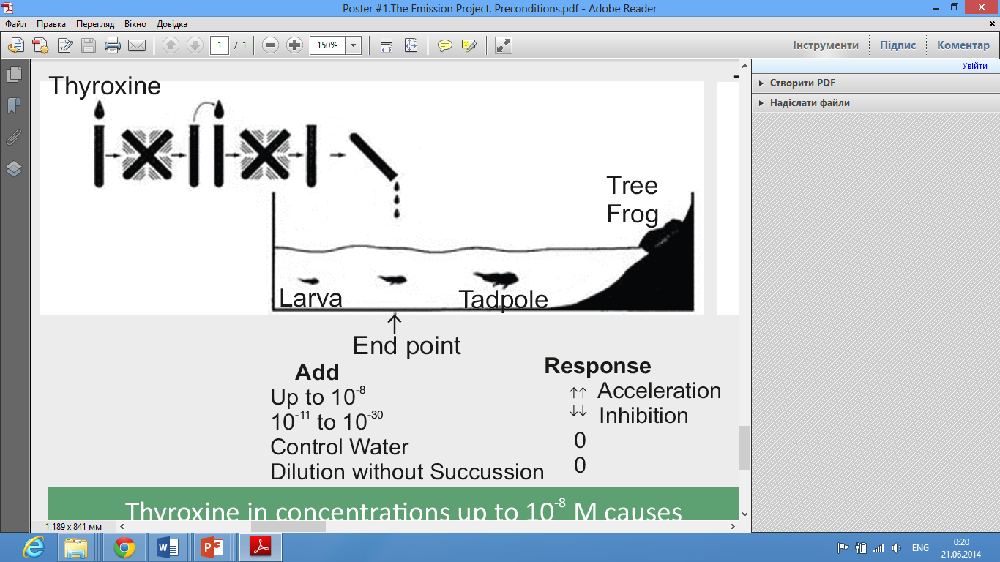 Poster #1.The Emission Project. Preconditions.pdf - Adobe Reader
Файл Правка Перегляд Вікно Довідка
1 / 1 150% Інструменти Підпис Коментар
Увійти
Створити PDF
Надіслати файли
Thyroxine
Tree
Frog
Larva
Tadpole
End point
Add Response
Up to 10⁻⁸ ↑↑ Acceleration
10⁻¹¹ to 10⁻³⁰ ↓↓ Inhibition
Control Water 0
Dilution without Succussion 0
Thyroxine in concentrations up to 10⁻⁸ M causes
1 189 x 841 мм
ENG
0:20
21.06.2014